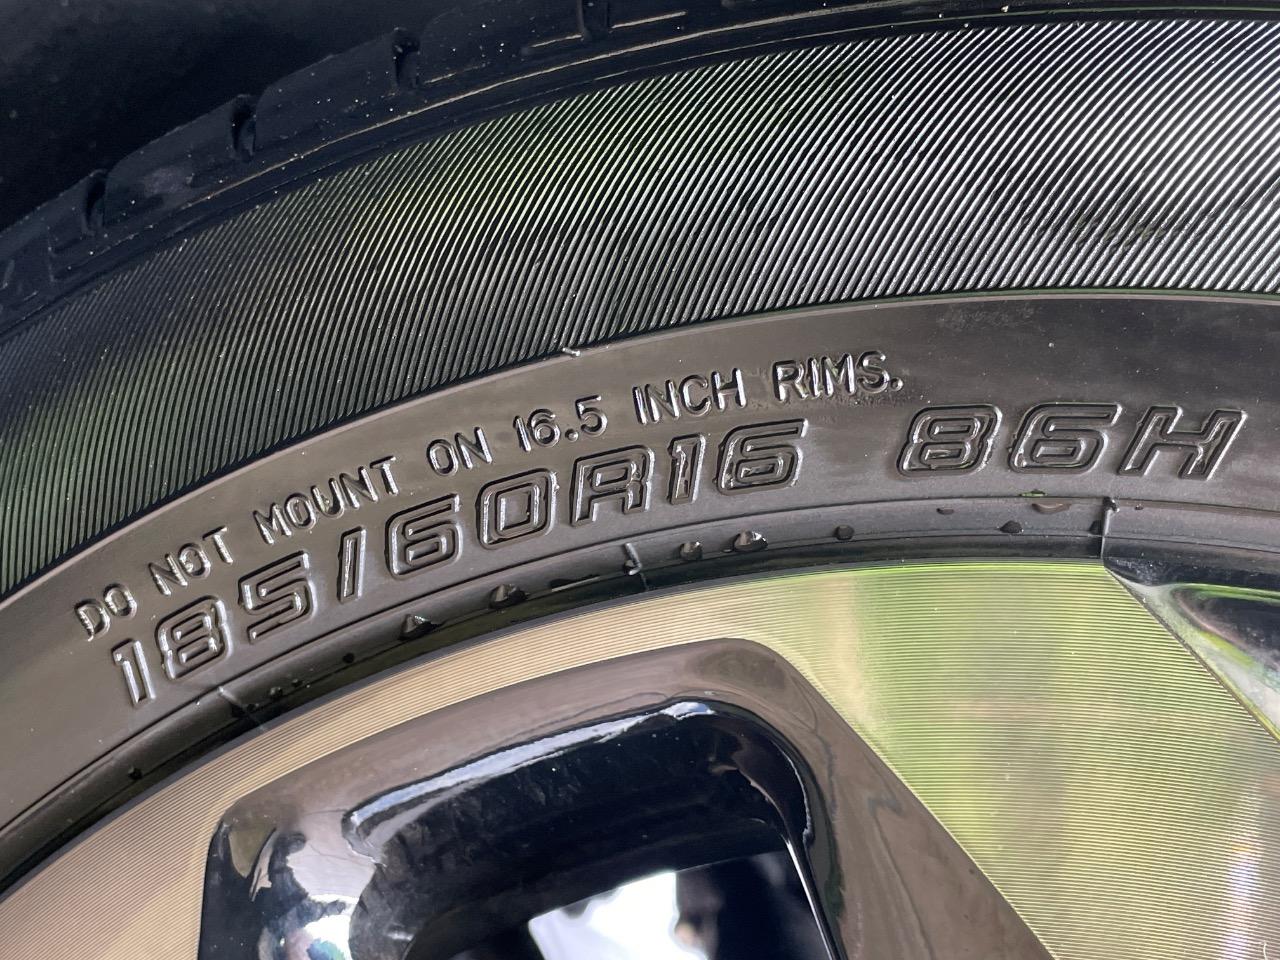 DO NOT MOUNT ON 16.5 INCH RIMS.
185/60R16 86H